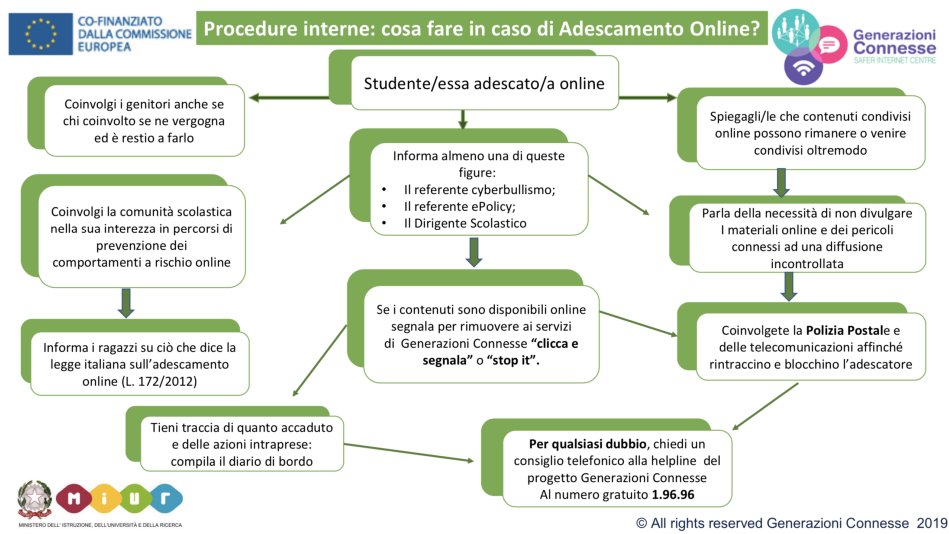 CO-FINANZIATO
DALLA COMMISSIONE
EUROPEA
Procedure interne: cosa fare in caso di Adescamento Online?
Generazioni
Connesse
SAFER INTERNET CENTRE
Studente/essa adescato/a online
Coinvolgi i genitori anche se
chi coinvolto se ne vergogna
ed è restio a farlo
Informa almeno una di queste
figure:
• Il referente cyberbullismo;
• Il referente ePolicy;
• Il Dirigente Scolastico
Spiegagli/le che contenuti condivisi
online possono rimanere o venire
condivisi oltremodo
Coinvolgi la comunità scolastica
nella sua interezza in percorsi di
prevenzione dei
comportamenti a rischio online
Parla della necessità di non divulgare
I materiali online e dei pericoli
connessi ad una diffusione
incontrollata
Se i contenuti sono disponibili online
segnala per rimuovere ai servizi
di Generazioni Connesse “clicca e
segnala” o “stop it”.
Informa i ragazzi su ciò che dice la
legge italiana sull’adescamento
online (L. 172/2012)
Coinvolgete la Polizia Postale e
delle telecomunicazioni affinché
rintraccino e blocchino l’adescatore
Tieni traccia di quanto accaduto
e delle azioni intraprese:
compila il diario di bordo
Per qualsiasi dubbio, chiedi un
consiglio telefonico alla helpline del
progetto Generazioni Connesse
Al numero gratuito 1.96.96
m i u r
MINISTERO DELL' ISTRUZIONE, DELL'UNIVERSITÀ E DELLA RICERCA
© All rights reserved Generazioni Connesse 2019